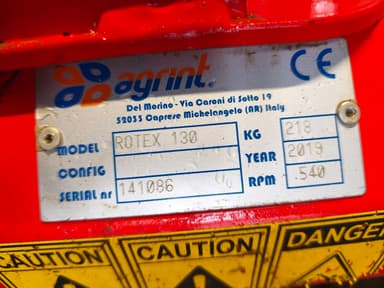 agrint. CE
Del Morino - Via Caroni di Sotto 19
52033 Caprese Michelangelo (AR) Italy
MODEL ROTEX 130 KG 218
CONFIG YEAR 2019
SERIAL nr 141086 RPM 540
CAUTION CAUTION DANGER